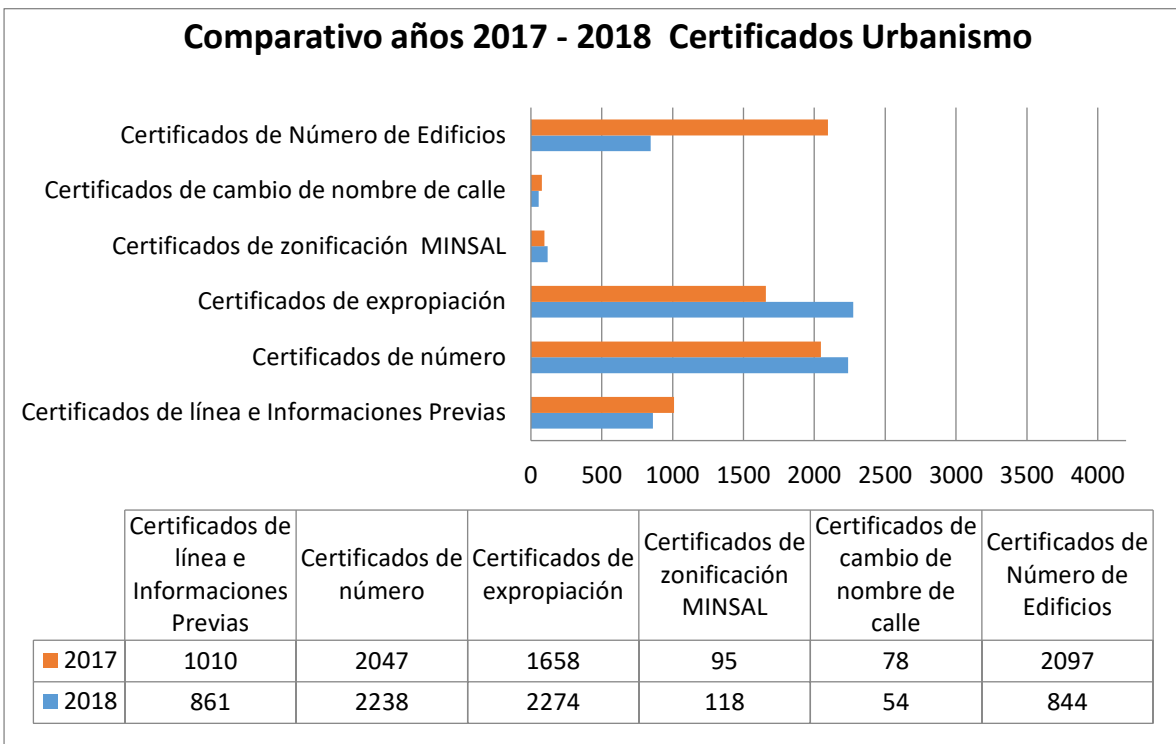 Comparativo años 2017 - 2018 Certificados Urbanismo
Certificados de Número de Edificios
Certificados de cambio de nombre de calle
Certificados de zonificación MINSAL
Certificados de expropiación
Certificados de número
Certificados de línea e Informaciones Previas
0 500 1000 1500 2000 2500 3000 3500 4000
Certificados de
línea e
Informaciones
Previas
Certificados de
número
Certificados de
expropiación
Certificados de
zonificación
MINSAL
Certificados de
cambio de
nombre de
calle
Certificados de
Número de
Edificios
2017 1010 2047 1658 95 78 2097
2018 861 2238 2274 118 54 844